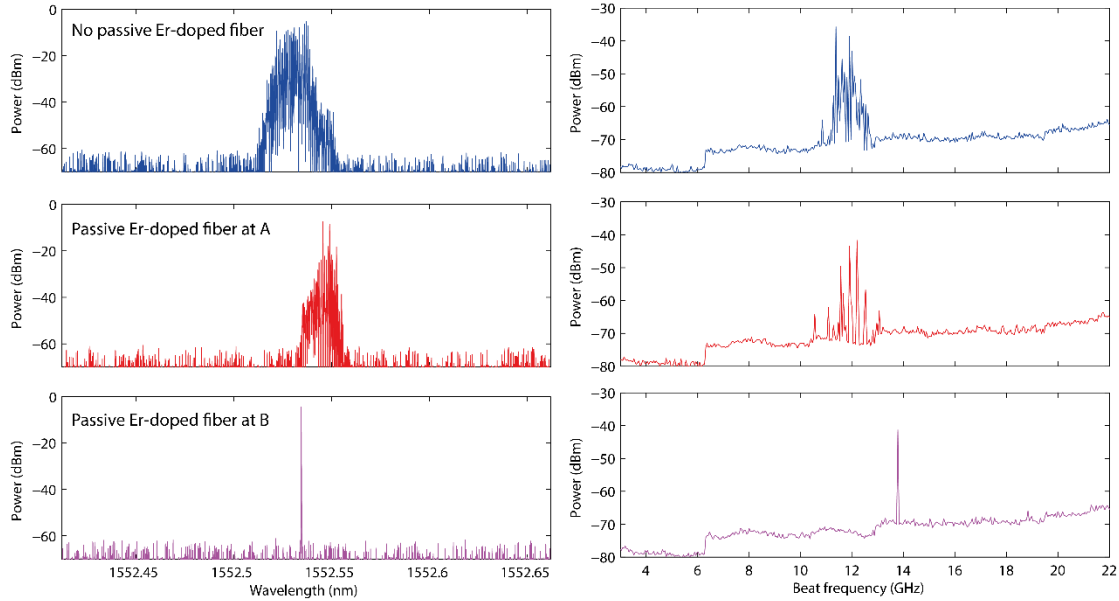 No passive Er-doped fiber
Power (dBm)
0
−20
−40
−60
Power (dBm)
−30
−40
−50
−60
−70
−80
Passive Er-doped fiber at A
Power (dBm)
0
−20
−40
−60
Power (dBm)
−30
−40
−50
−60
−70
−80
Passive Er-doped fiber at B
Power (dBm)
0
−20
−40
−60
1552.45 1552.5 1552.55 1552.6 1552.65
Wavelength (nm)
Power (dBm)
−30
−40
−50
−60
−70
−80
4 6 8 10 12 14 16 18 20 22
Beat frequency (GHz)